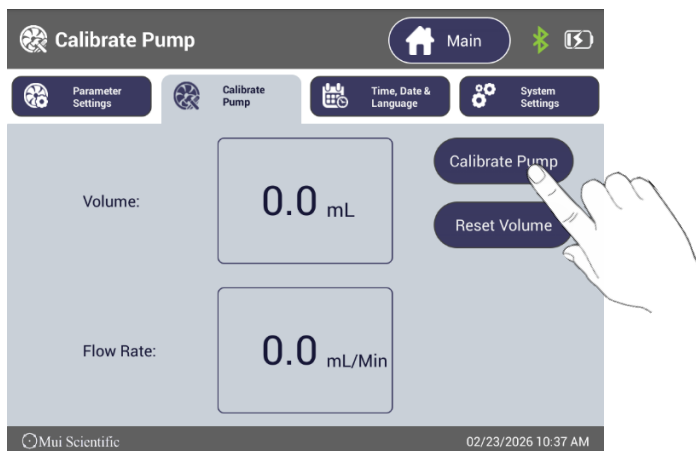 Calibrate Pump
Main
Parameter
Settings
Calibrate
Pump
Time, Date &
Language
System
Settings
Volume:
0.0 mL
Calibrate Pump
Reset Volume
Flow Rate:
0.0 mL/Min
Mui Scientific
02/23/2026 10:37 AM